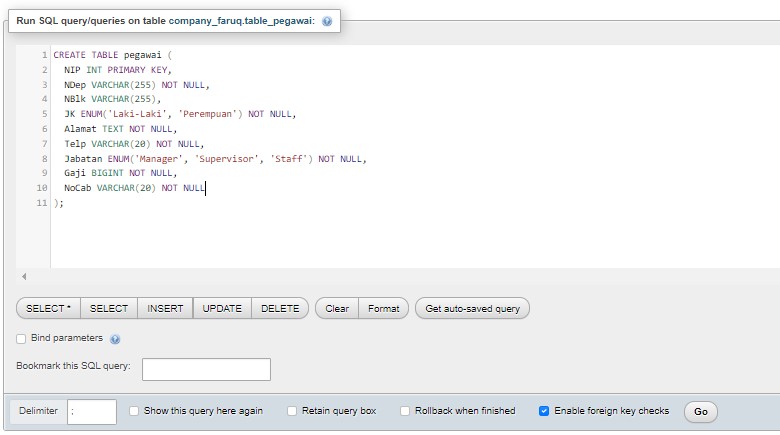 Run SQL query/queries on table company_faruq.table_pegawai:
1 CREATE TABLE pegawai (
2 NIP INT PRIMARY KEY,
3 NDep VARCHAR(255) NOT NULL,
4 NBlk VARCHAR(255),
5 JK ENUM('Laki-Laki', 'Perempuan') NOT NULL,
6 Alamat TEXT NOT NULL,
7 Telp VARCHAR(20) NOT NULL,
8 Jabatan ENUM('Manager', 'Supervisor', 'Staff') NOT NULL,
9 Gaji BIGINT NOT NULL,
10 NoCab VARCHAR(20) NOT NULL
11 );
SELECT * SELECT INSERT UPDATE DELETE Clear Format Get auto-saved query
Bind parameters
Bookmark this SQL query:
Delimiter ; Show this query here again Retain query box Rollback when finished Enable foreign key checks Go